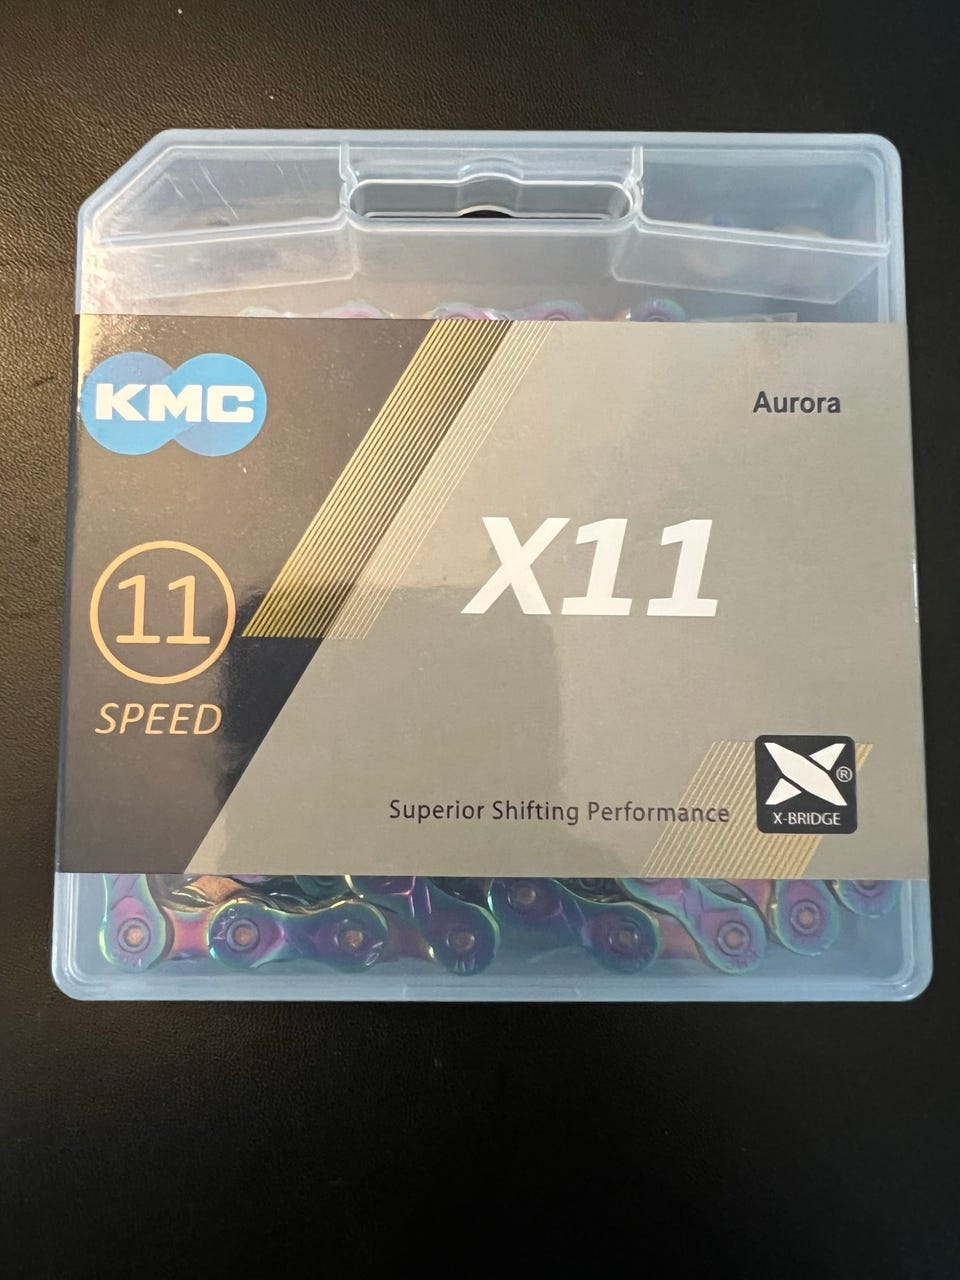 KMC
Aurora
X11
11
SPEED
Superior Shifting Performance
®
X-BRIDGE